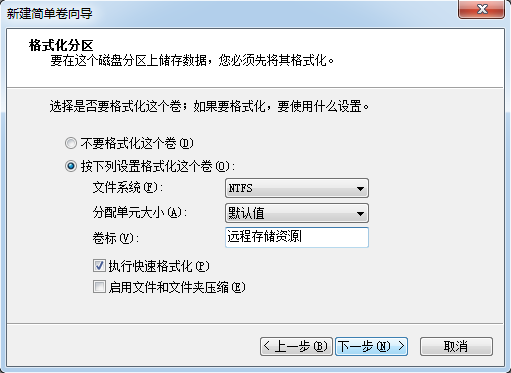 新建简单卷向导
格式化分区
要在这个磁盘分区上储存数据，您必须先将其格式化。
选择是否要格式化这个卷；如果要格式化，要使用什么设置。
不要格式化这个卷(D)
按下列设置格式化这个卷(O):
文件系统(F): NTFS
分配单元大小(A): 默认值
卷标(V): 远程存储资源
执行快速格式化(P)
启用文件和文件夹压缩(E)
< 上一步(B) 下一步(N) > 取消